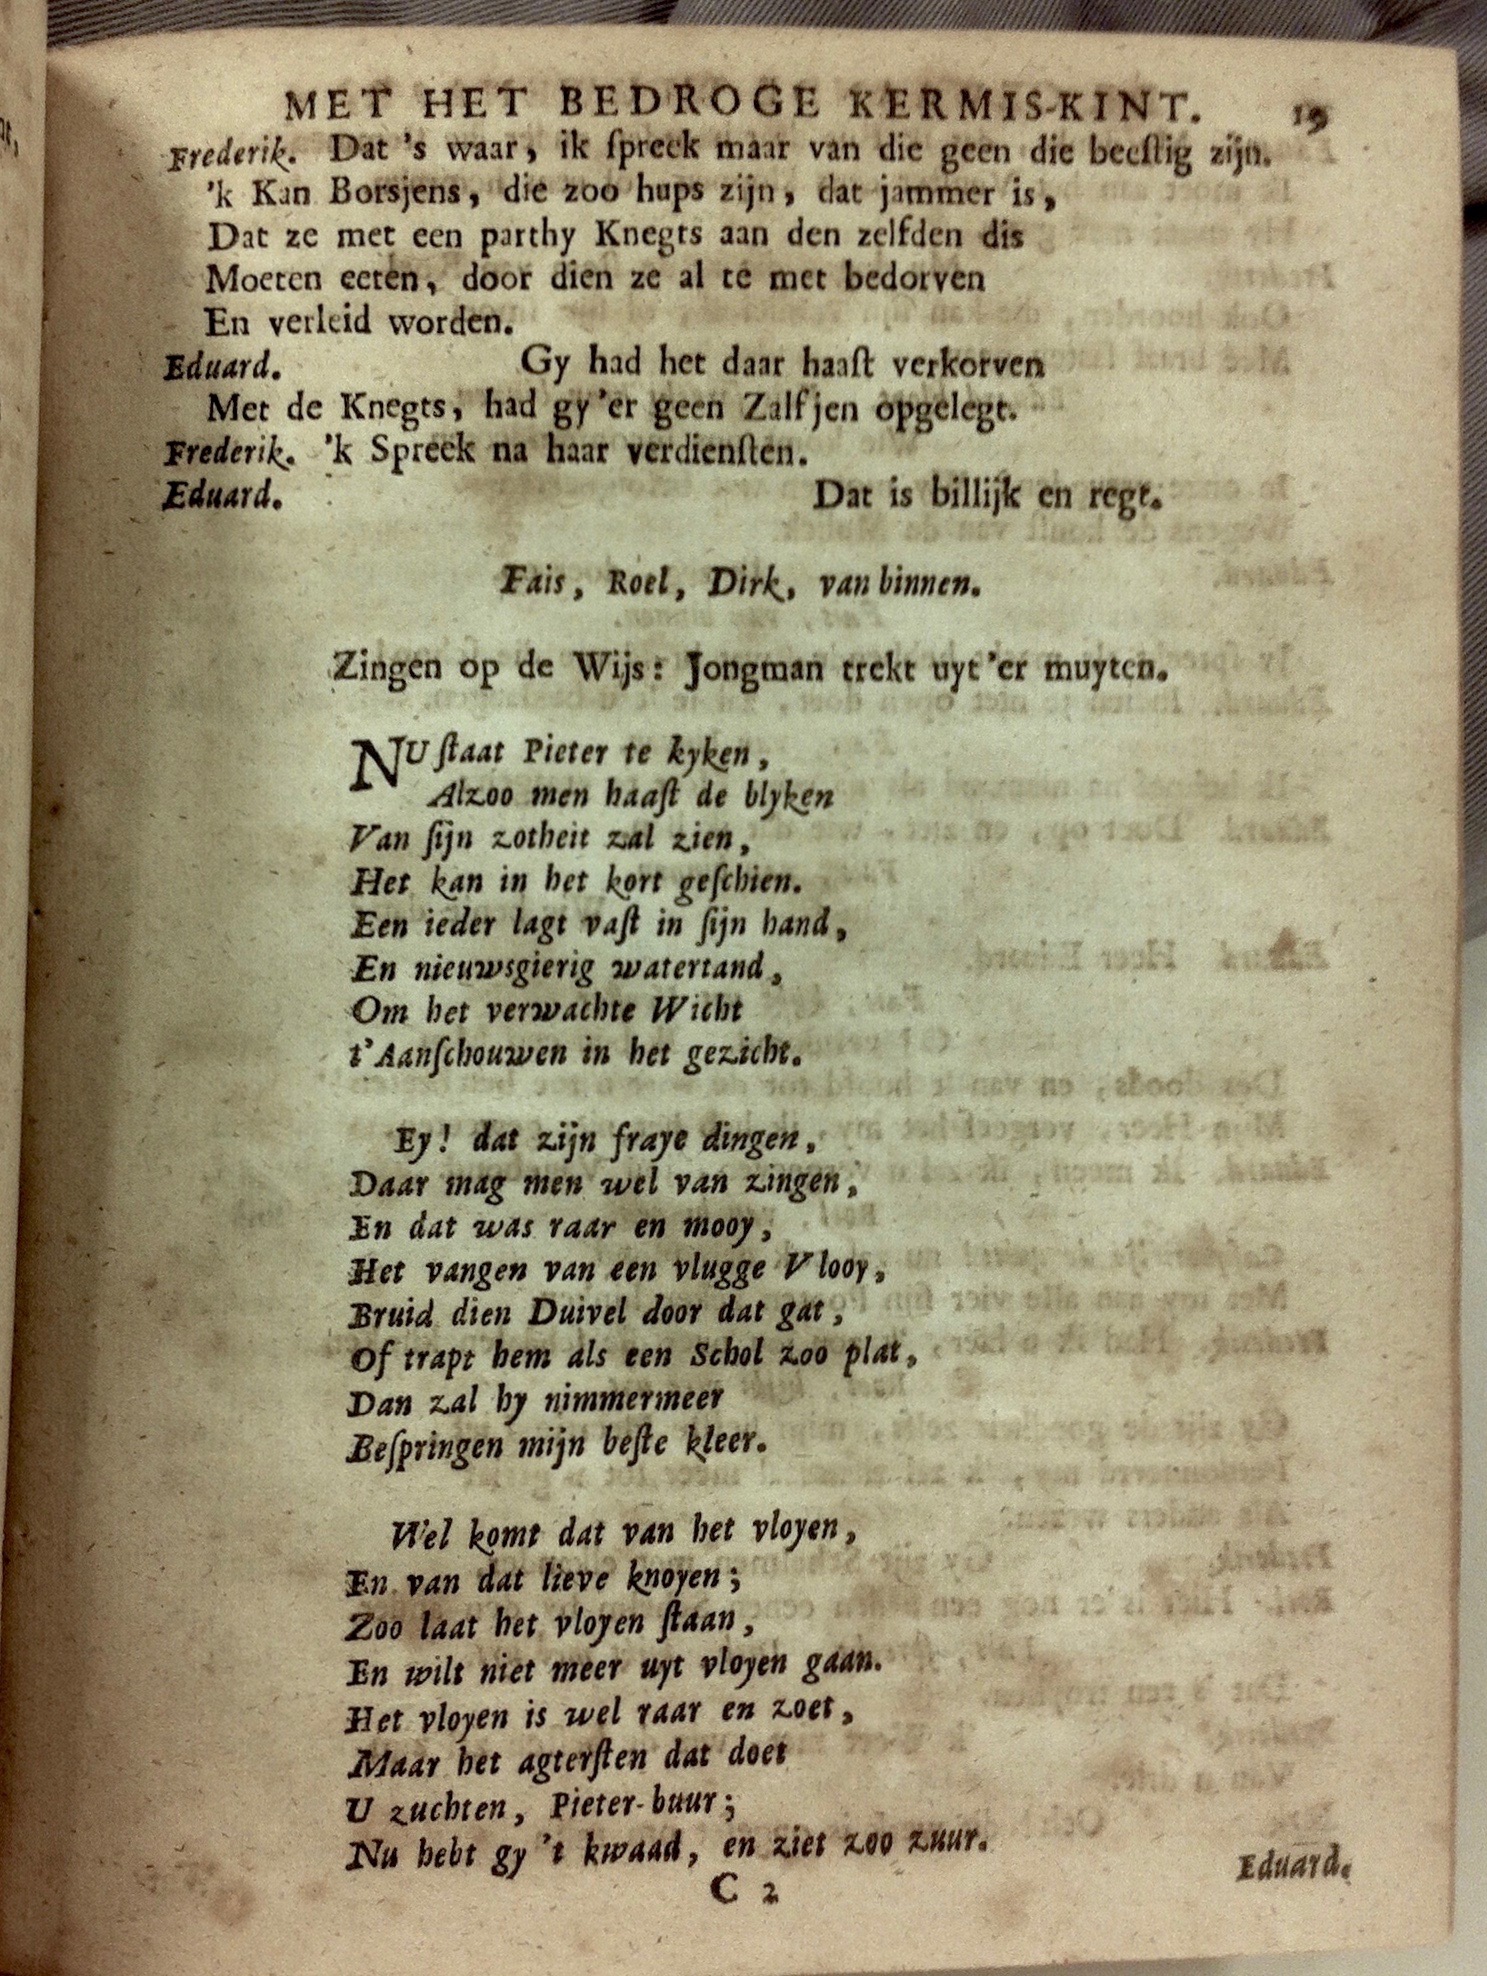 MET HET BEDROGE KERMIS-KINT. 19
Frederik. Dat 's waar, ik ſpreek maar van die geen die beeſtig zijn.
'k Kan Borsjens, die zoo hups zijn, dat jammer is,
Dat ze met een parthy Knegts aan den zelfden dis
Moeten eeten, door dien ze al te met bedorven
En verleid worden.
Eduard. Gy had het daar haaſt verkorven
Met de Knegts, had gy 'er geen Zalfjen opgelegt.
Frederik. 'k Spreek na haar verdienſten.
Eduard. Dat is billijk en regt.
Fais, Roel, Dirk, van binnen.
Zingen op de Wijs: Jongman trekt uyt 'er muyten.
NU ſtaat Pieter te kyken,
Alzoo men haaſt de blyken
Van ſijn zotheit zal zien,
Het kan in het kort geſchien.
Een ieder lagt vaſt in ſijn hand,
En nieuwsgierig watertand,
Om het verwachte Wicht
t'Aanſchouwen in het gezicht.
Ey! dat zijn fraye dingen,
Daar mag men wel van zingen,
En dat was raar en mooy,
Het vangen van een vlugge Vlooy,
Bruid dien Duivel door dat gat,
Of trapt hem als een Schol zoo plat,
Dan zal hy nimmermeer
Beſpringen mijn beſte kleer.
Wel komt dat van het vloyen,
En van dat lieve knoyen;
Zoo laat het vloyen ſtaan,
En wilt niet meer uyt vloyen gaan.
Het vloyen is wel raar en zoet,
Maar het agterſten dat doet
U zuchten, Pieter-buur;
Nu hebt gy 't kwaad, en ziet zoo zuur.
C 2 Eduard.